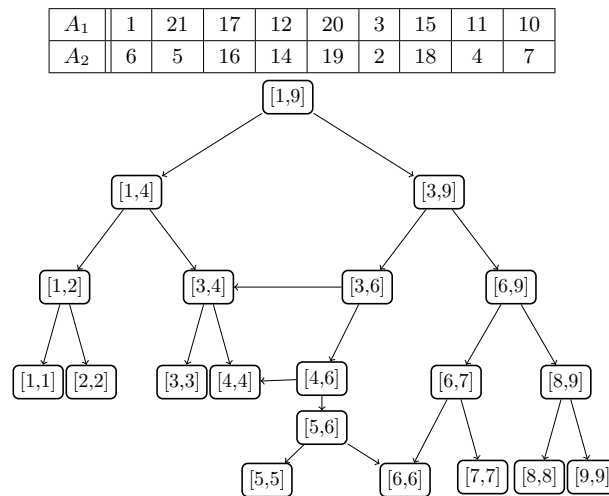 A1 1 21 17 12 20 3 15 11 10
A2 6 5 16 14 19 2 18 4 7
[1,9]
[1,4] [3,9]
[1,2] [3,4] [3,6] [6,9]
[1,1] [2,2] [3,3] [4,4] [4,6] [6,7] [8,9]
[5,6]
[5,5] [6,6] [7,7] [8,8] [9,9]